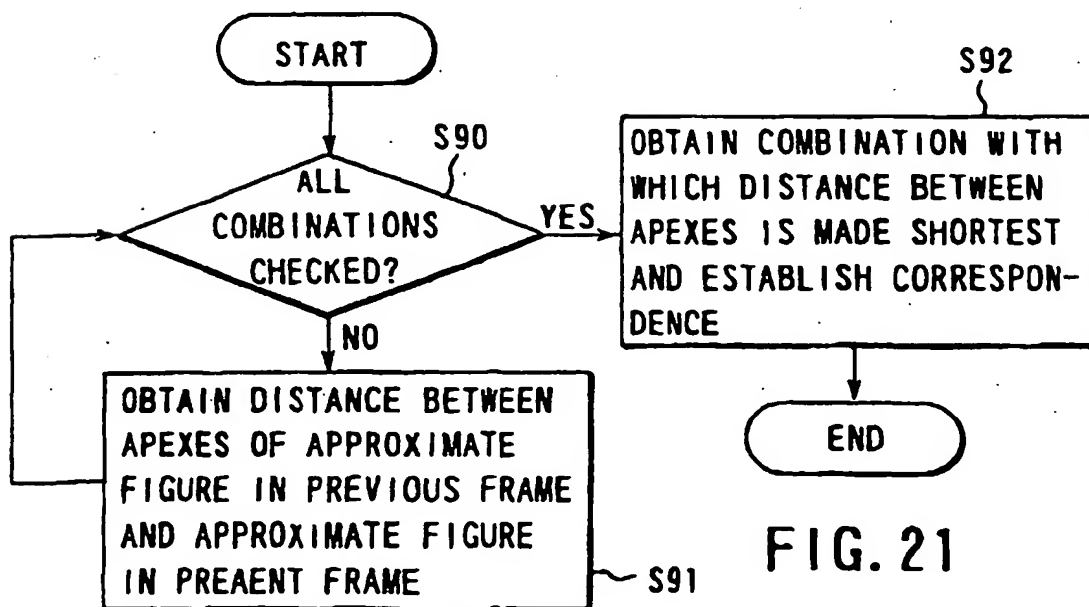 START
S90
ALL
COMBINATIONS
CHECKED?
YES
NO
OBTAIN DISTANCE BETWEEN
APEXES OF APPROXIMATE
FIGURE IN PREVIOUS FRAME
AND APPROXIMATE FIGURE
IN PREAENT FRAME
S91
S92
OBTAIN COMBINATION WITH
WHICH DISTANCE BETWEEN
APEXES IS MADE SHORTEST
AND ESTABLISH CORRESPON-
DENCE
END
FIG. 21